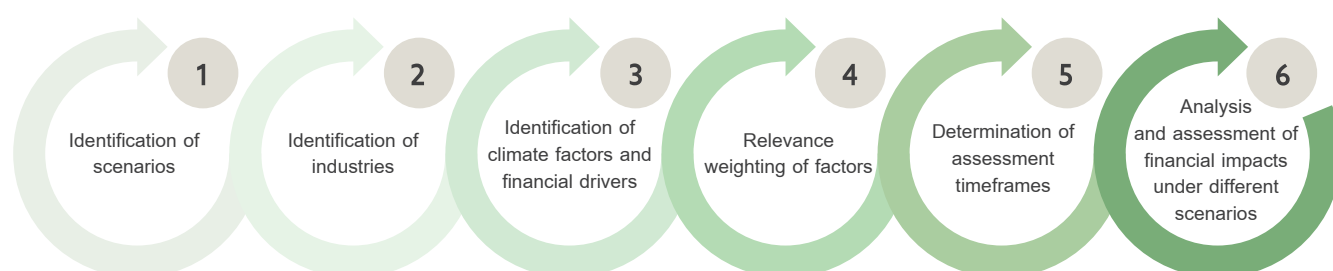 1
Identification of
scenarios
2
Identification of
industries
3
Identification of
climate factors and
financial drivers
4
Relevance
weighting of factors
5
Determination of
assessment
timeframes
6
Analysis
and assessment of
financial impacts
under different
scenarios